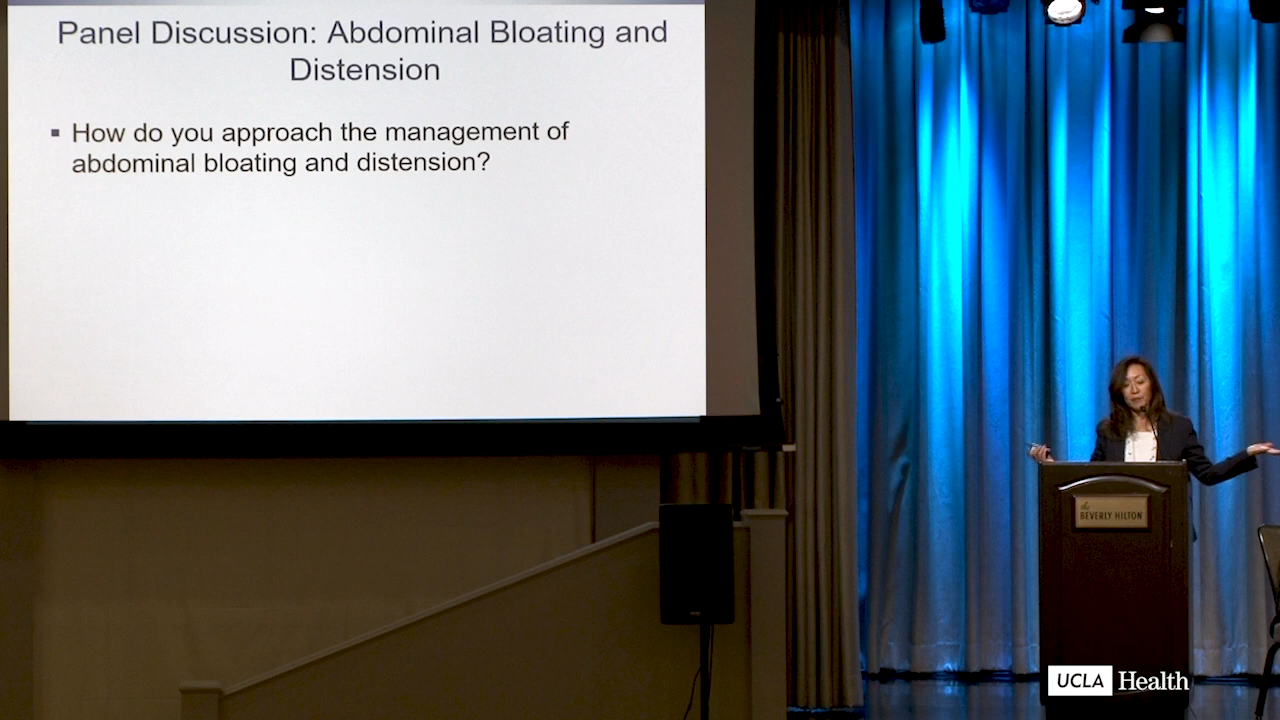 Panel Discussion: Abdominal Bloating and
Distension
▪ How do you approach the management of
abdominal bloating and distension?
the
BEVERLY HILTON
UCLA Health